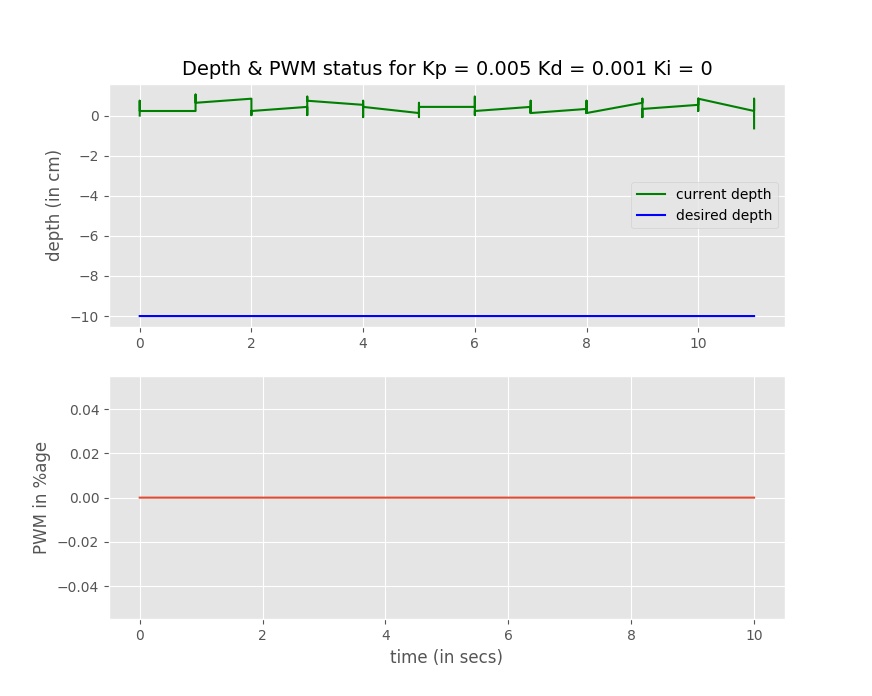 Depth & PWM status for Kp = 0.005 Kd = 0.001 Ki = 0
0
−2
−4
−6
−8
−10
depth (in cm)
current depth
desired depth
0 2 4 6 8 10
0.04
0.02
0.00
−0.02
−0.04
PWM in %age
0 2 4 6 8 10
time (in secs)